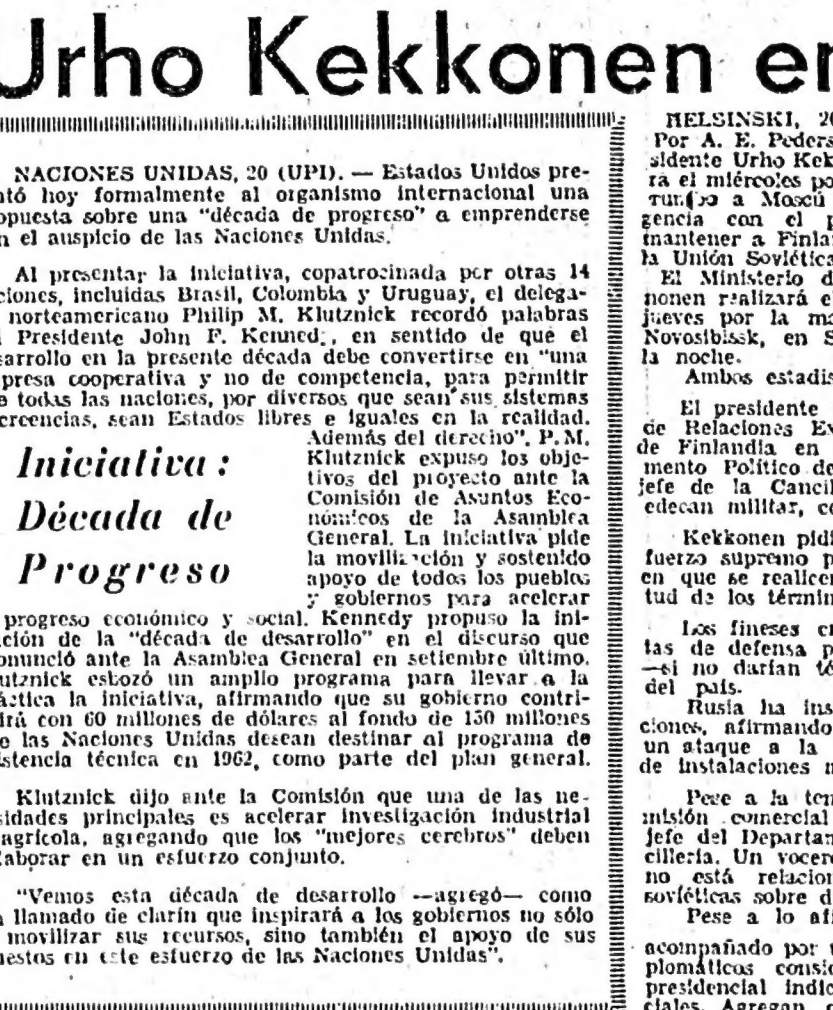 Urho Kekkonen en
NACIONES UNIDAS, 20 (UPI). — Estados Unidos pre-
ntó hoy formalmente al organismo internacional una
opuesta sobre una "década de progreso" a emprenderse
n el auspicio de las Naciones Unidas.
Al presentar la iniciativa, copatrocinada por otras 14
ciones, incluidas Brasil, Colombia y Uruguay, el delega-
norteamericano Philip M. Klutznick recordó palabras
l Presidente John F. Kenned, en sentido de que el
sarrollo en la presente década debe convertirse en "una
presa cooperativa y no de competencia, para permitir
e todas las naciones, por diversos que sean sus sistemas
creencias, sean Estados libres e iguales en la realidad.
Además del derecho". P. M.
Klutznick expuso los obje-
tivos del proyecto ante la
Comisión de Asuntos Eco-
nómicos de la Asamblea
General. La iniciativa pide
la movilización y sostenido
apoyo de todos los pueblos
y gobiernos para acelerar
Iniciativa:
Década de
Progreso
progreso económico y social. Kennedy propuso la ini-
ación de la "década de desarrollo" en el discurso que
onunció ante la Asamblea General en setiembre último.
utznick esbozó un amplio programa para llevar a la
áctica la iniciativa, afirmando que su gobierno contri-
irá con 60 millones de dólares al fondo de 150 millones
e las Naciones Unidas desean destinar al programa de
istencia técnica en 1962, como parte del plan general.
Klutznick dijo ante la Comisión que una de las ne-
sidades principales es acelerar investigación industrial
agrícola, agregando que los "mejores cerebros" deben
laborar en un esfuerzo conjunto.
"Vemos esta década de desarrollo —agregó— como
llamado de clarín que inspirará a los gobiernos no sólo
movilizar sus recursos, sino también el apoyo de sus
uestos en este esfuerzo de las Naciones Unidas".
HELSINSKI, 20
Por A. E. Peders
sidente Urho Kek
rá el miércoles po
a Moscú
gencia con el p
mantener a Finla
la Unión Soviética
El Ministerio d
nonen realizará e
jueves por la ma
Novosibissk, en S
la noche.
Ambos estadis
El presidente
de Relaciones Ex
de Finlandia en
mento Político de
jefe de la Cancil
edecan militar, co
Kekkonen pidi
fuerzo supremo p
en que se realicen
tud de los términ
Los fineses cr
tas de defensa p
—si no darían té
del país.
Rusia ha ins
ciones, afirmando
un ataque a la
de instalaciones m
Pese a la ten
misión comercial
jefe del Departan
cillería. Un vocero
no está relacion
soviéticas sobre d
Pese a lo afi
acompañado por u
plomáticos consid
presidencial indic
ciales. Agregan